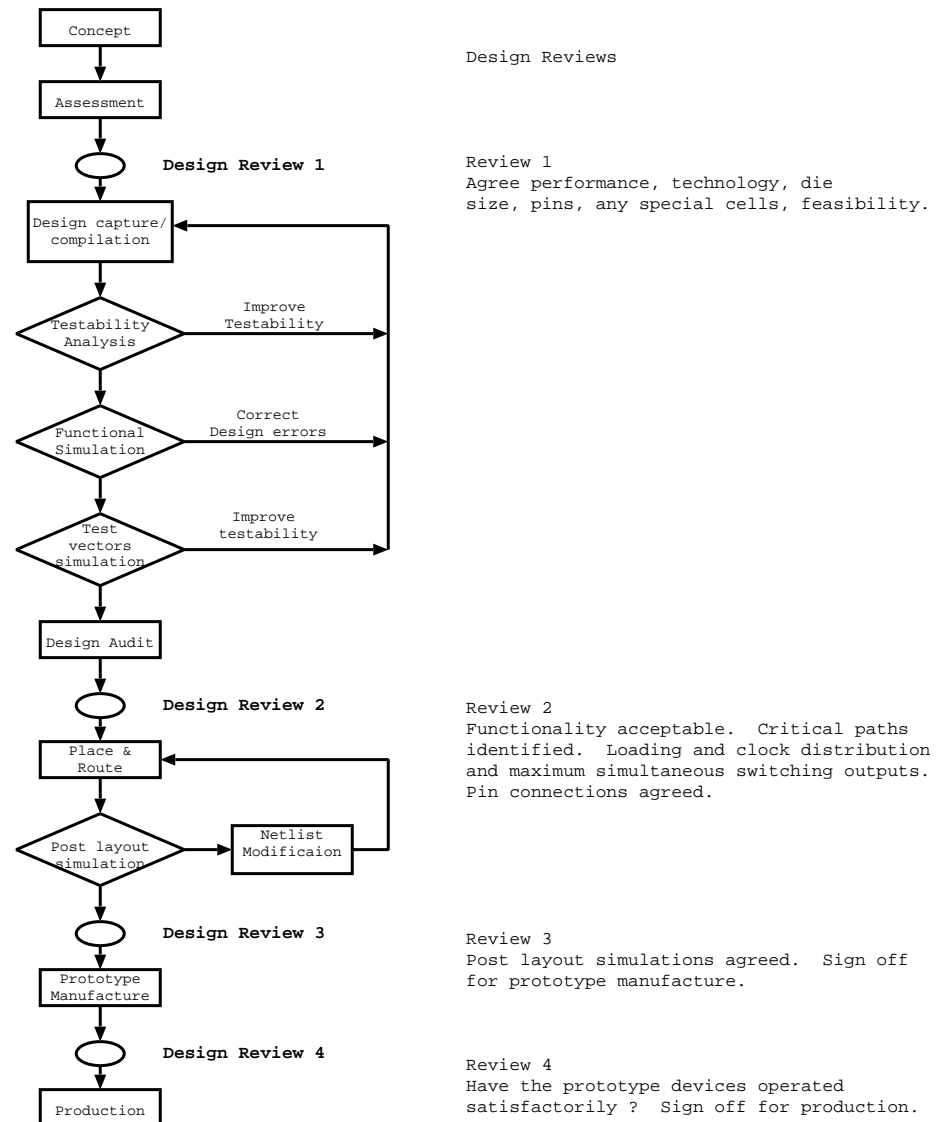 Concept
Design Reviews
Assessment
Design Review 1
Review 1
Agree performance, technology, die
size, pins, any special cells, feasibility.
Design capture/
compilation
Testability
Analysis
Improve
Testability
Functional
Simulation
Correct
Design errors
Test
vectors
simulation
Improve
testability
Design Audit
Design Review 2
Review 2
Functionality acceptable.  Critical paths
identified.  Loading and clock distribution
and maximum simultaneous switching outputs.
Pin connections agreed.
Place &
Route
Post layout
simulation
Netlist
Modificaion
Design Review 3
Review 3
Post layout simulations agreed.  Sign off
for prototype manufacture.
Prototype
Manufacture
Design Review 4
Review 4
Have the prototype devices operated
satisfactorily ?  Sign off for production.
Production